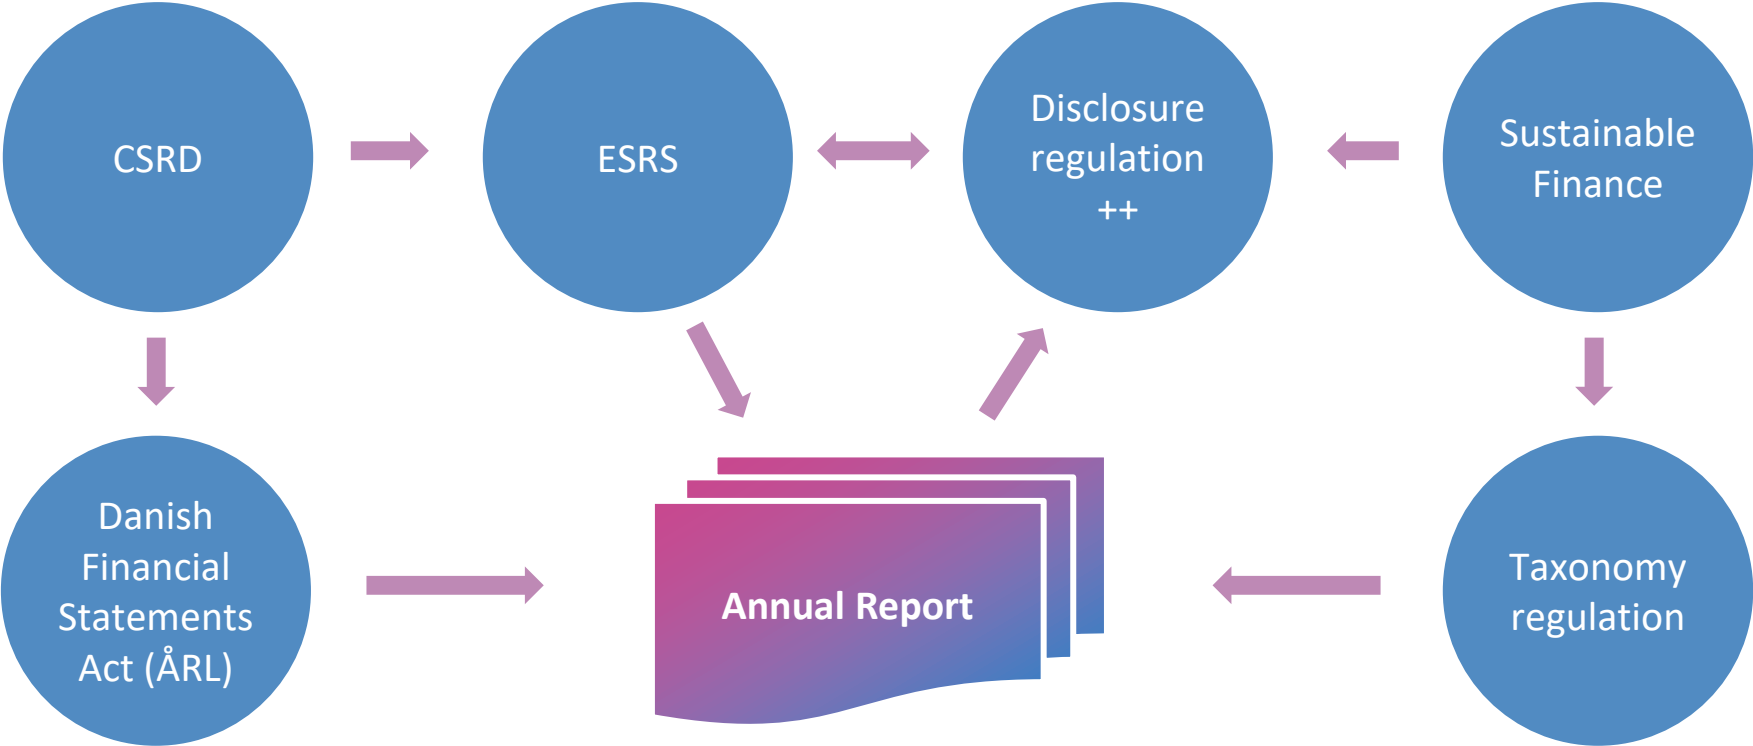 CSRD
ESRS
Disclosure
regulation
++
Sustainable
Finance
Danish
Financial
Statements
Act (ÅRL)
Annual Report
Taxonomy
regulation